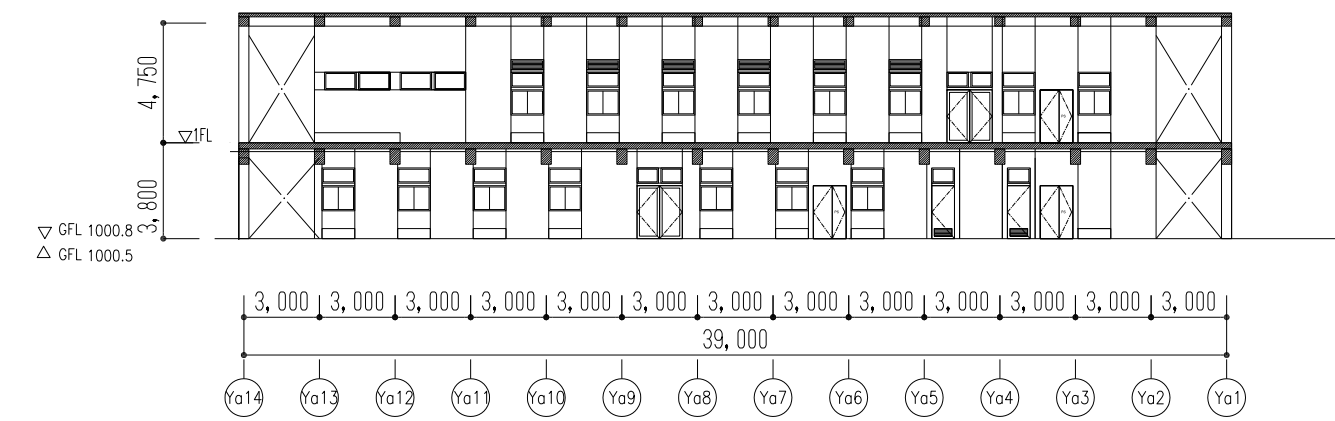 4,750
1FL
3,800
GFL 1000.8
GFL 1000.5
3,000 3,000 3,000 3,000 3,000 3,000 3,000 3,000 3,000 3,000 3,000 3,000 3,000
39,000
Ya14 Ya13 Ya12 Ya11 Ya10 Ya9 Ya8 Ya7 Ya6 Ya5 Ya4 Ya3 Ya2 Ya1